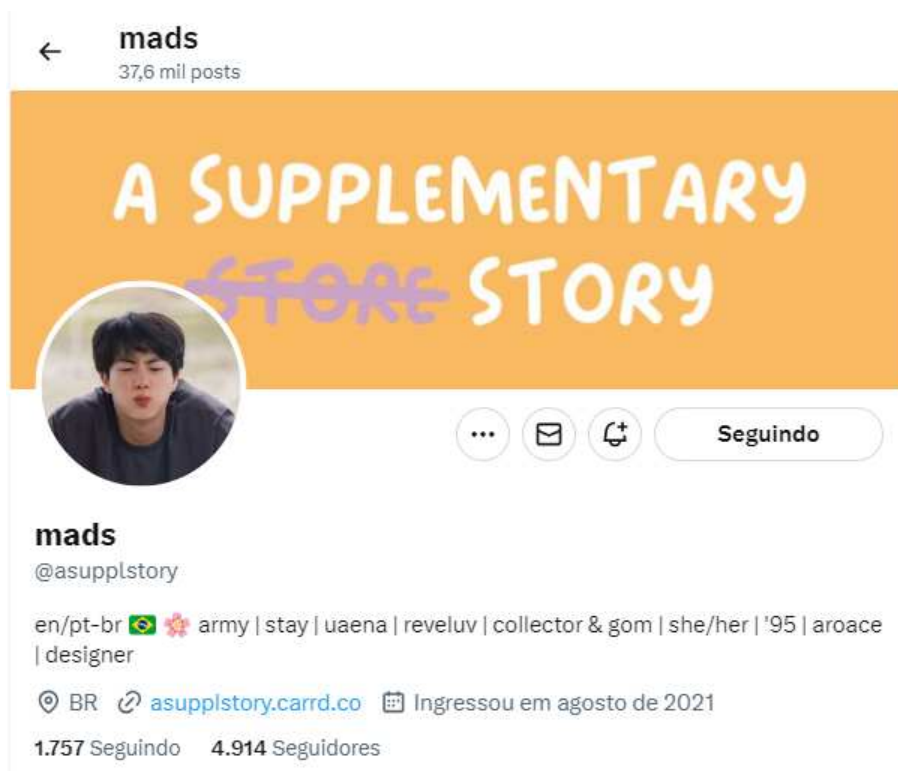 mads
37,6 mil posts
A SUPPLEMENTARY
STORE STORY
Seguindo
mads
@asupplstory
en/pt-br 🇧🇷 🌸 army | stay | uaena | reveluv | collector & gom | she/her | '95 | aroace
| designer
BR asupplstory.carrd.co Ingressou em agosto de 2021
1.757 Seguindo 4.914 Seguidores